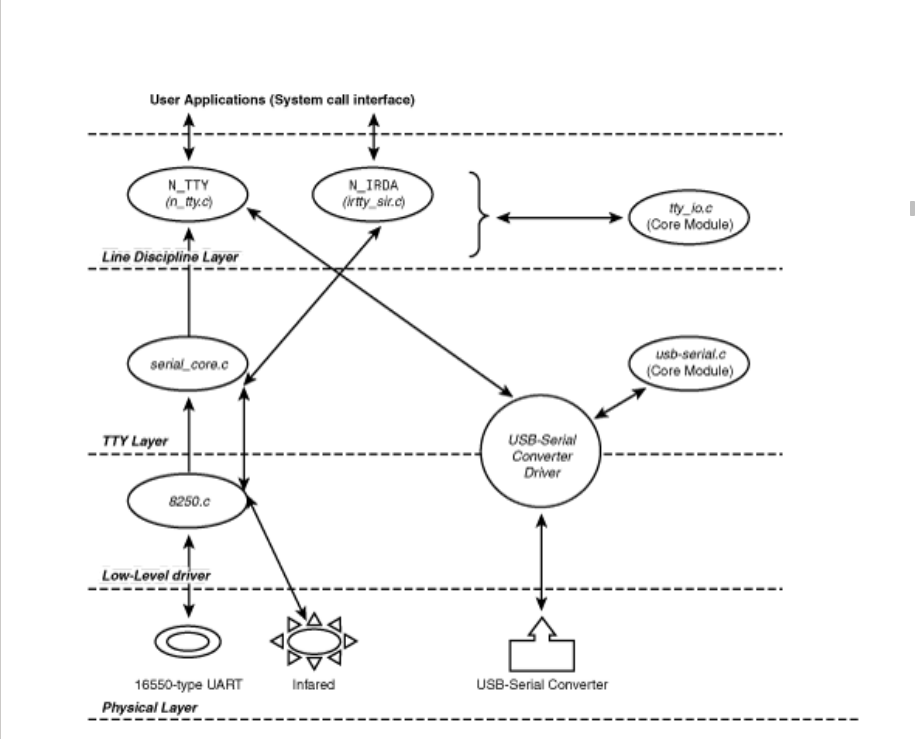 User Applications (System call interface)
N_TTY
(n_tty.c)
N_IRDA
(irtty_sir.c)
tty_io.c
(Core Module)
Line Discipline Layer
serial_core.c
usb-serial.c
(Core Module)
TTY Layer
USB-Serial
Converter
Driver
8250.c
Low-Level driver
16550-type UART
Infared
USB-Serial Converter
Physical Layer